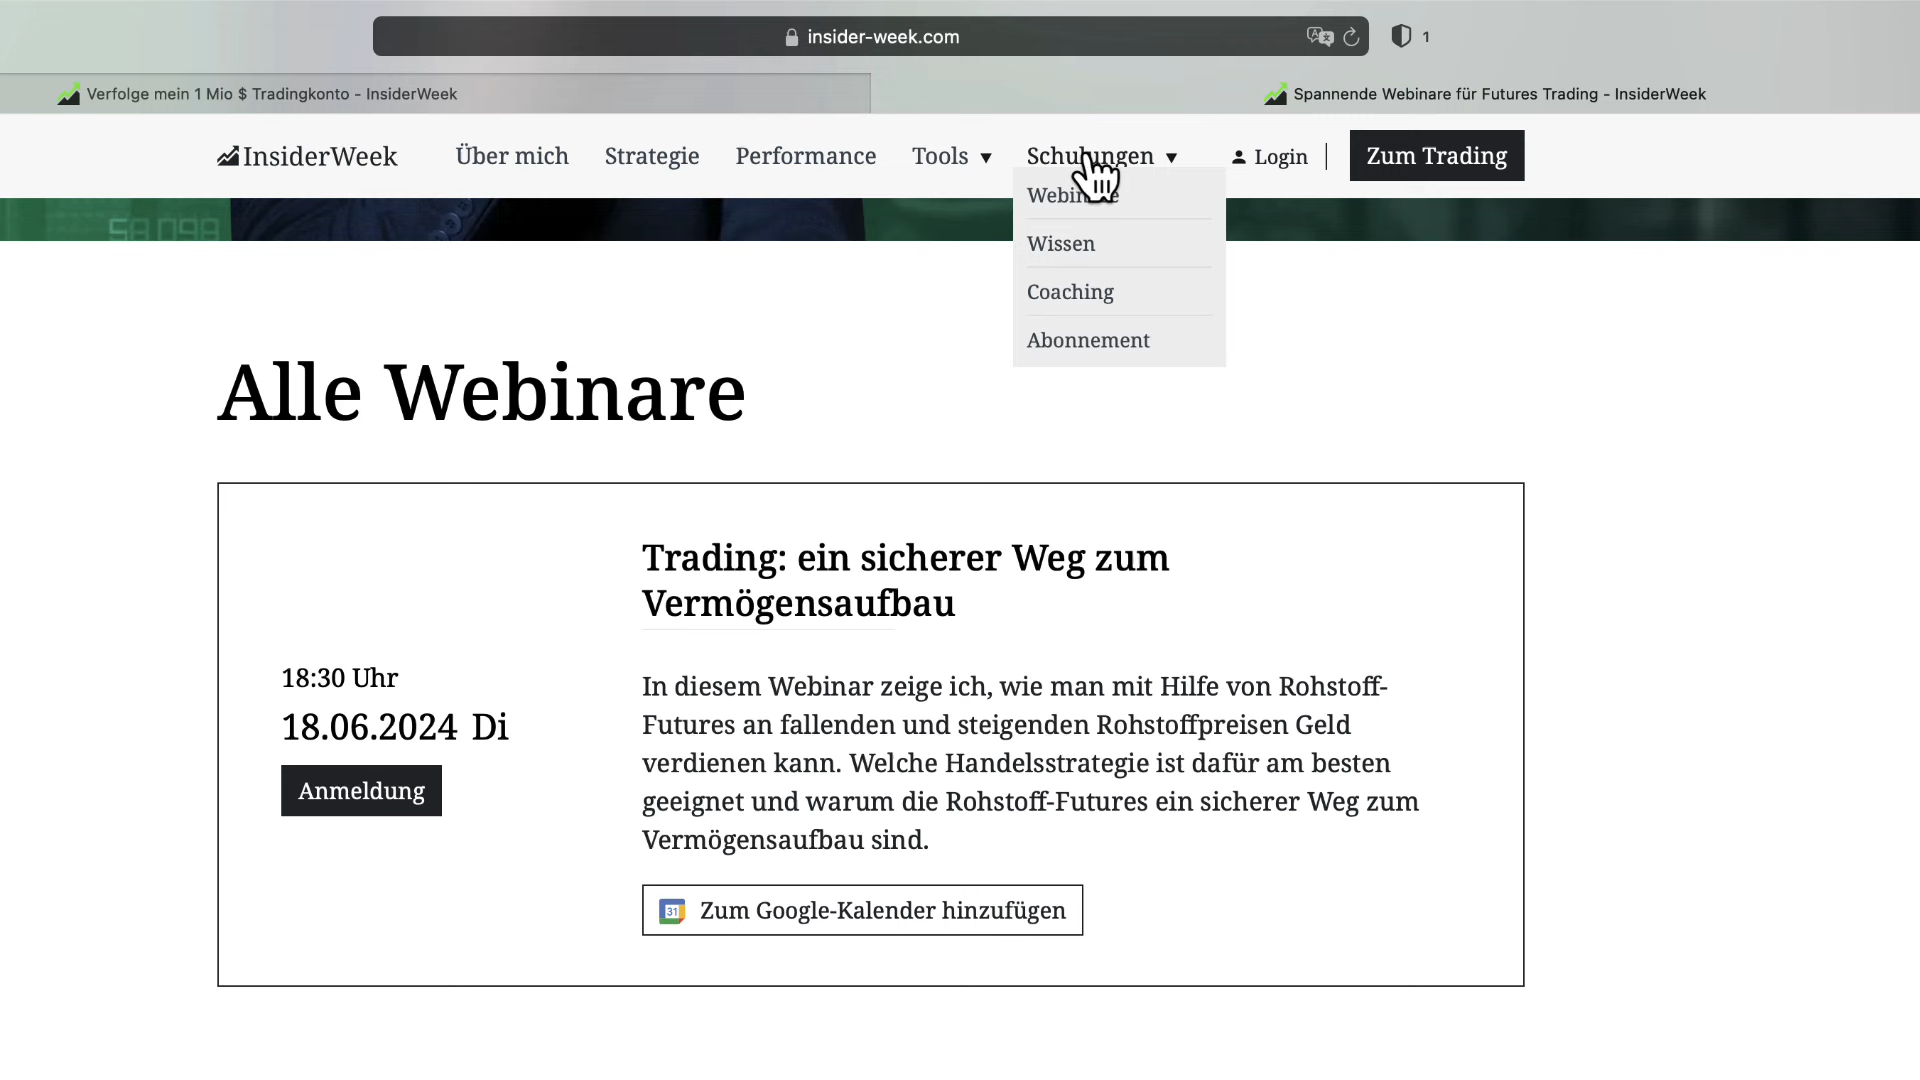 insider-week.com
1
Verfolge mein 1 Mio $ Tradingkonto - InsiderWeek
Spannende Webinare für Futures Trading - InsiderWeek
InsiderWeek
Über mich
Strategie
Performance
Tools ▼
Schulungen ▼
Login
Zum Trading
58.098
Webinare
Wissen
Coaching
Abonnement
Alle Webinare
Trading: ein sicherer Weg zum
Vermögensaufbau
18:30 Uhr
18.06.2024 Di
Anmeldung
In diesem Webinar zeige ich, wie man mit Hilfe von Rohstoff-
Futures an fallenden und steigenden Rohstoffpreisen Geld
verdienen kann. Welche Handelsstrategie ist dafür am besten
geeignet und warum die Rohstoff-Futures ein sicherer Weg zum
Vermögensaufbau sind.
31
Zum Google-Kalender hinzufügen